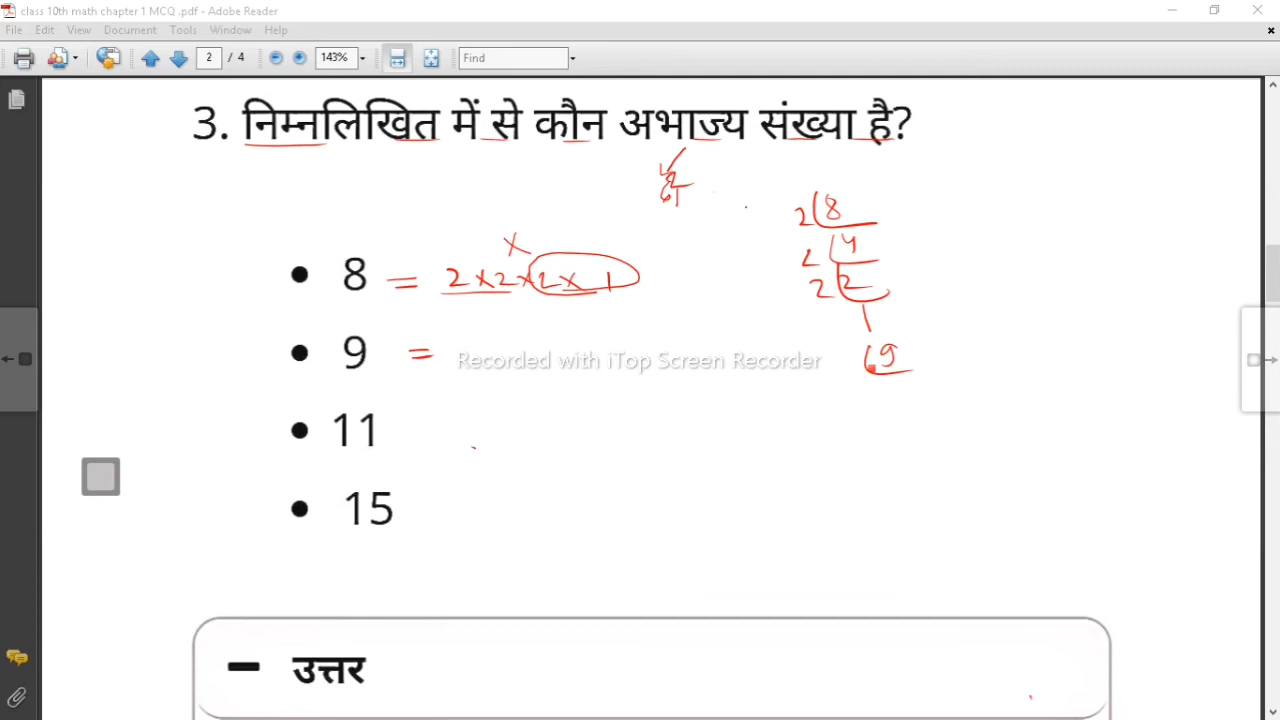 class 10th math chapter 1 MCQ .pdf - Adobe Reader
File Edit View Document Tools Window Help
2 / 4 143% Find
3. निम्नलिखित में से कौन अभाज्य संख्या है?
2 8
• 8 = 2 x 2 x 2 x 1
2 4
2 2
1
• 9 =
Recorded with iTop Screen Recorder
9
• 11
• 15
उत्तर